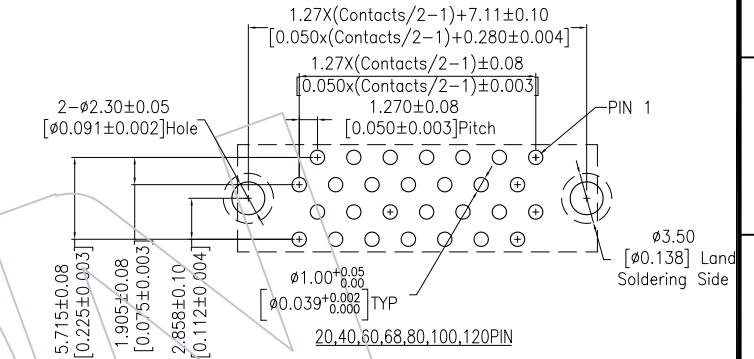 1.27X(Contacts/2-1)+7.11±0.10
[0.050x(Contacts/2-1)+0.280±0.004]
1.27X(Contacts/2-1)±0.08
[0.050x(Contacts/2-1)±0.003]
2-ø2.30±0.05
[ø0.091±0.002]Hole
1.270±0.08
[0.050±0.003]Pitch
PIN 1
5.715±0.08
[0.225±0.003]
1.905±0.08
[0.075±0.003]
2.858±0.10
[0.112±0.004]
ø1.00+0.05 0.00
[ø0.039+0.002 0.000]TYP
ø3.50
[ø0.138] Land
Soldering Side
20,40,60,68,80,100,120PIN